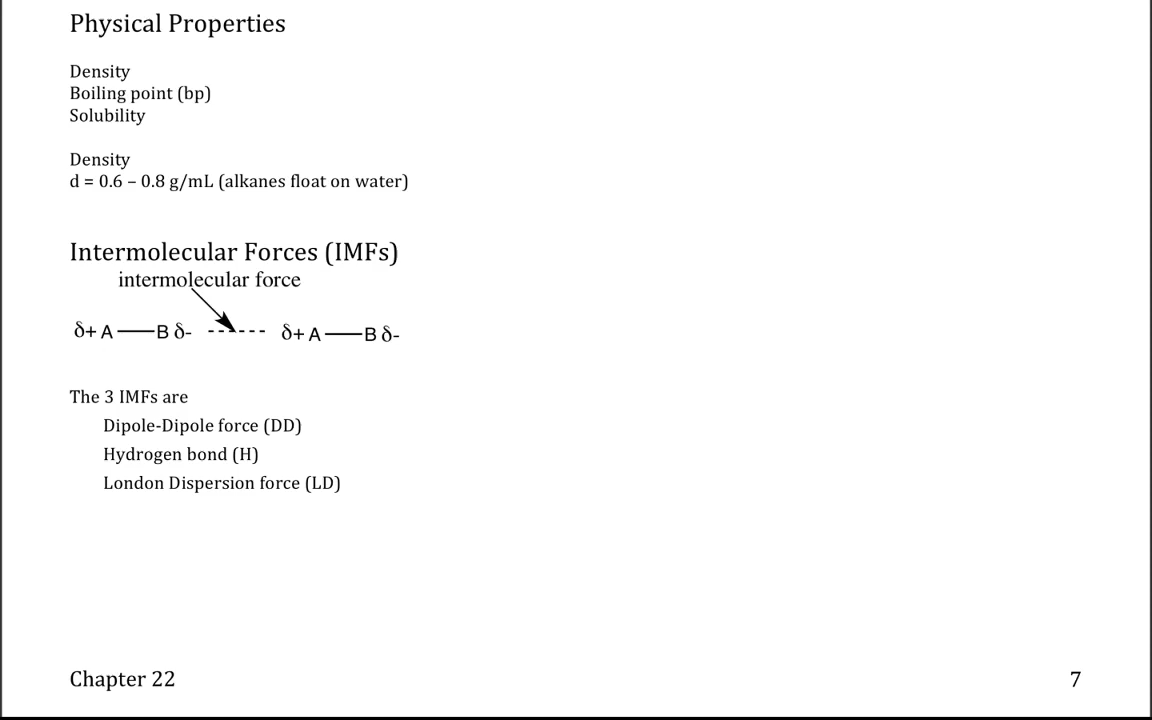 Physical Properties
Density
Boiling point (bp)
Solubility
Density
d = 0.6 – 0.8 g/mL (alkanes float on water)
Intermolecular Forces (IMFs)
intermolecular force
δ+ A B δ- δ+ A B δ-
The 3 IMFs are
Dipole-Dipole force (DD)
Hydrogen bond (H)
London Dispersion force (LD)
Chapter 22 7